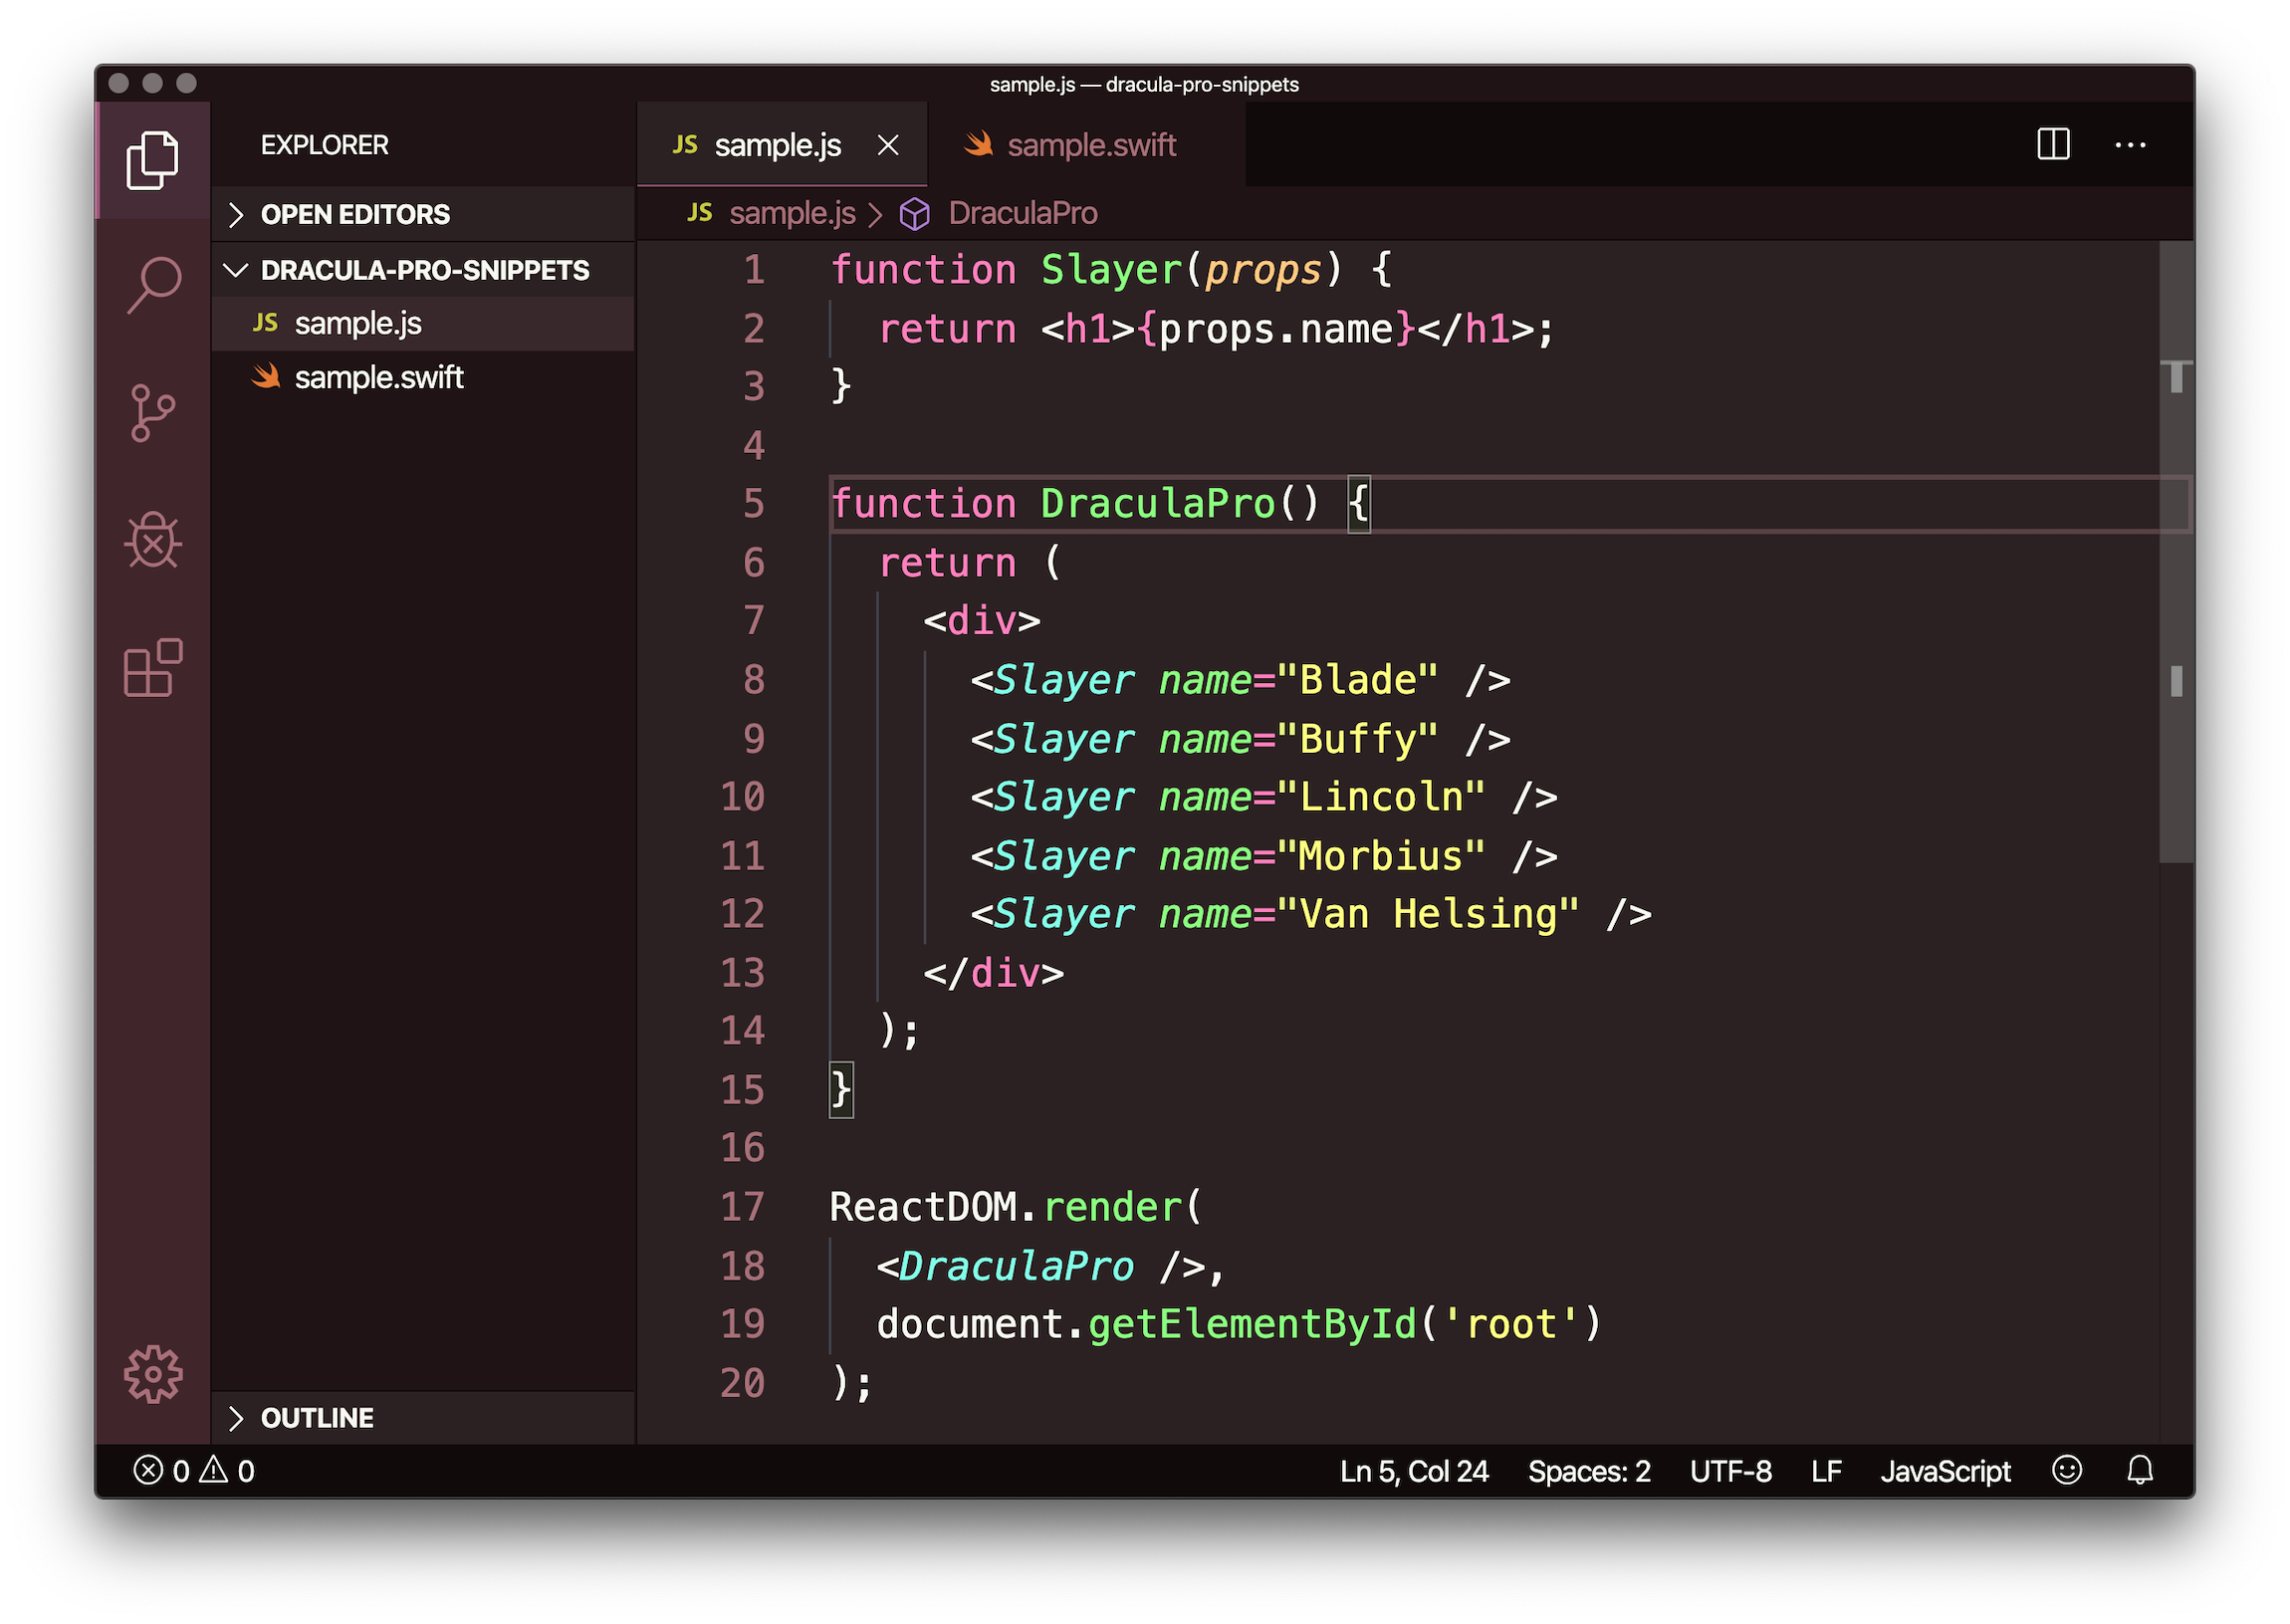 sample.js — dracula-pro-snippets
EXPLORER
OPEN EDITORS
DRACULA-PRO-SNIPPETS
JS sample.js
sample.swift
OUTLINE
JS sample.js
sample.swift
JS sample.js > DraculaPro
1 function Slayer(props) {
2   return <h1>{props.name}</h1>;
3 }
4
5 function DraculaPro() {
6   return (
7     <div>
8       <Slayer name="Blade" />
9       <Slayer name="Buffy" />
10       <Slayer name="Lincoln" />
11       <Slayer name="Morbius" />
12       <Slayer name="Van Helsing" />
13     </div>
14   );
15 }
16
17 ReactDOM.render(
18   <DraculaPro />,
19   document.getElementById('root')
20 );
0 0
Ln 5, Col 24 Spaces: 2 UTF-8 LF JavaScript